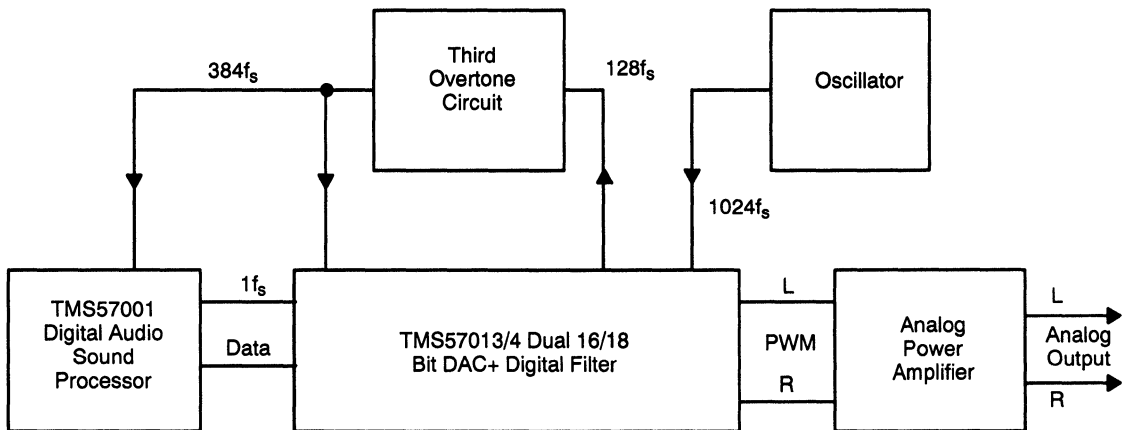 384fs
Third
Overtone
Circuit
128fs
Oscillator
1024fs
TMS57001
Digital Audio
Sound
Processor
1fs
Data
TMS57013/4 Dual 16/18
Bit DAC+ Digital Filter
L
PWM
R
Analog
Power
Amplifier
L
Analog
Output
R